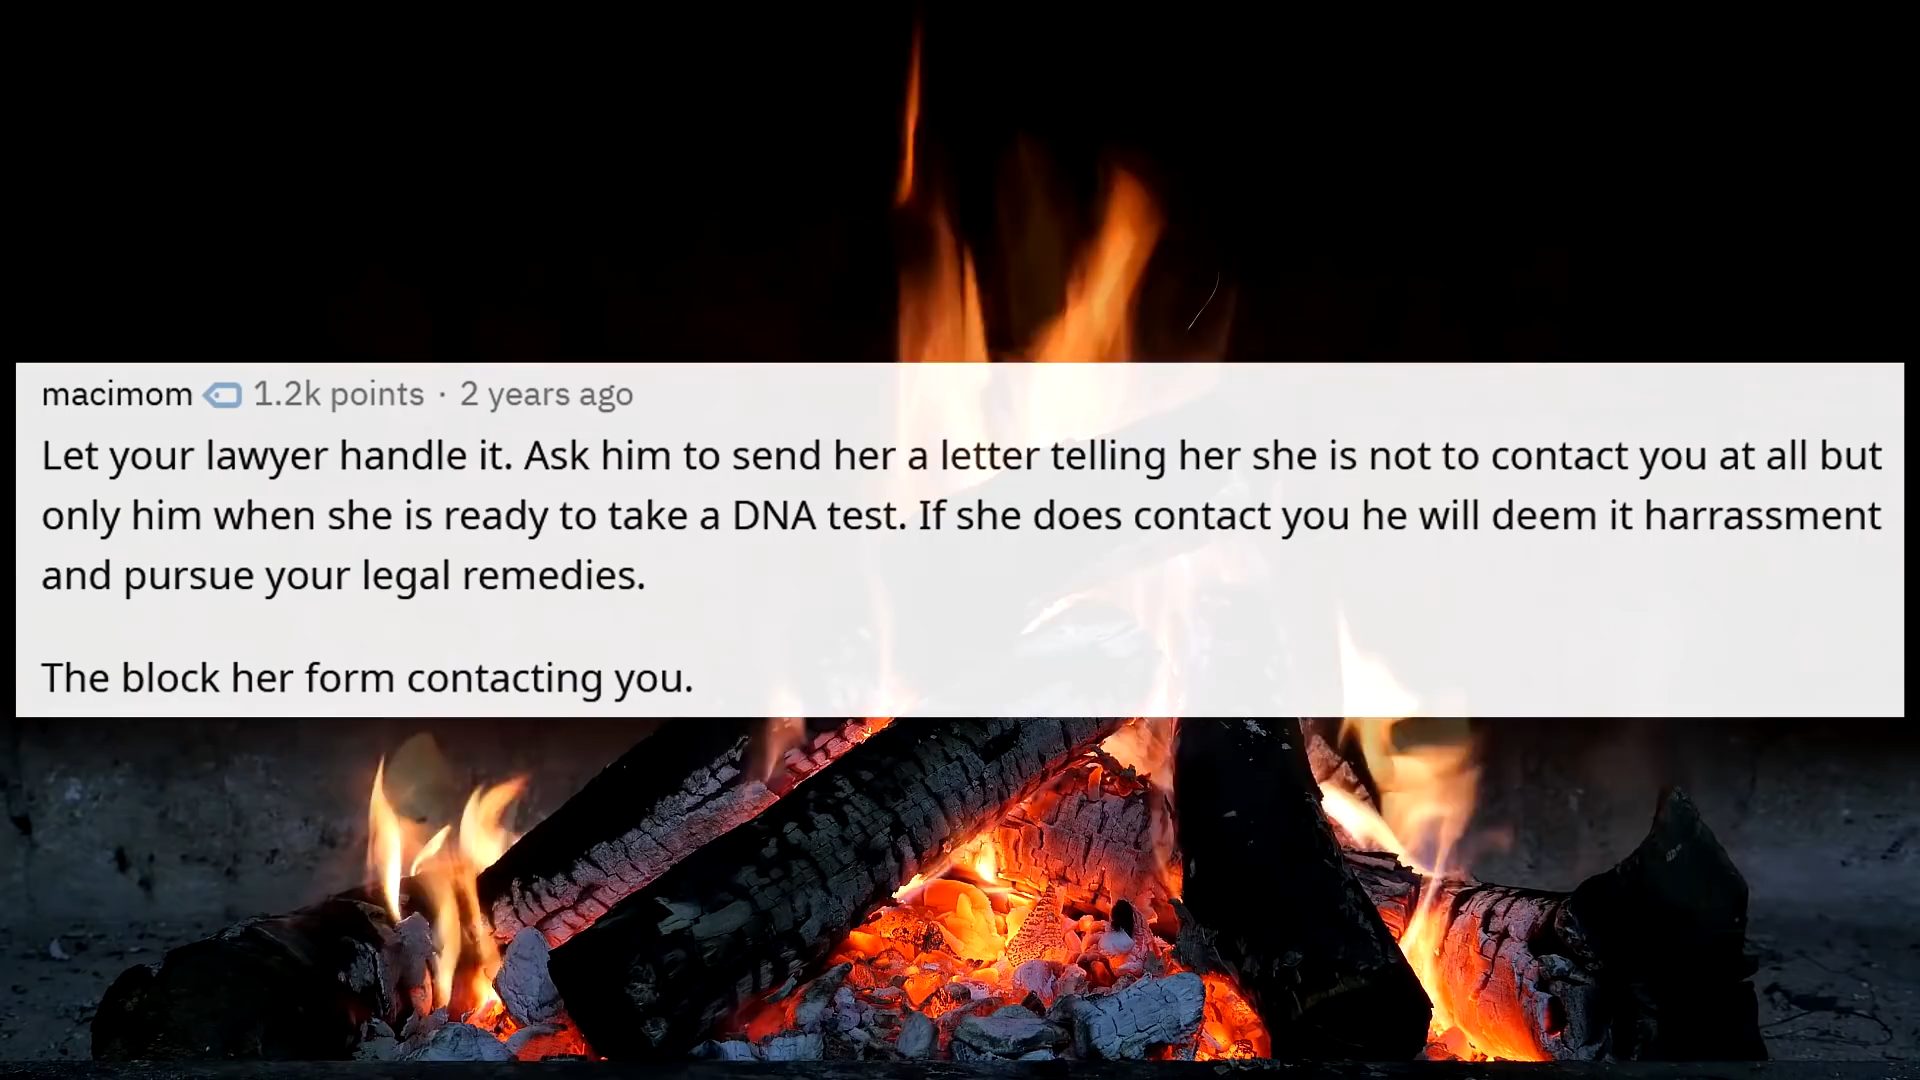 macimom 1.2k points · 2 years ago
Let your lawyer handle it. Ask him to send her a letter telling her she is not to contact you at all but
only him when she is ready to take a DNA test. If she does contact you he will deem it harrassment
and pursue your legal remedies.
The block her form contacting you.